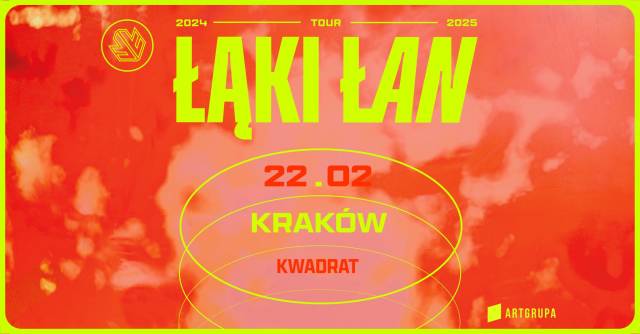 2024 TOUR 2025
ŁĄKI ŁAN
22.02
KRAKÓW
KWADRAT
ARTGRUPA